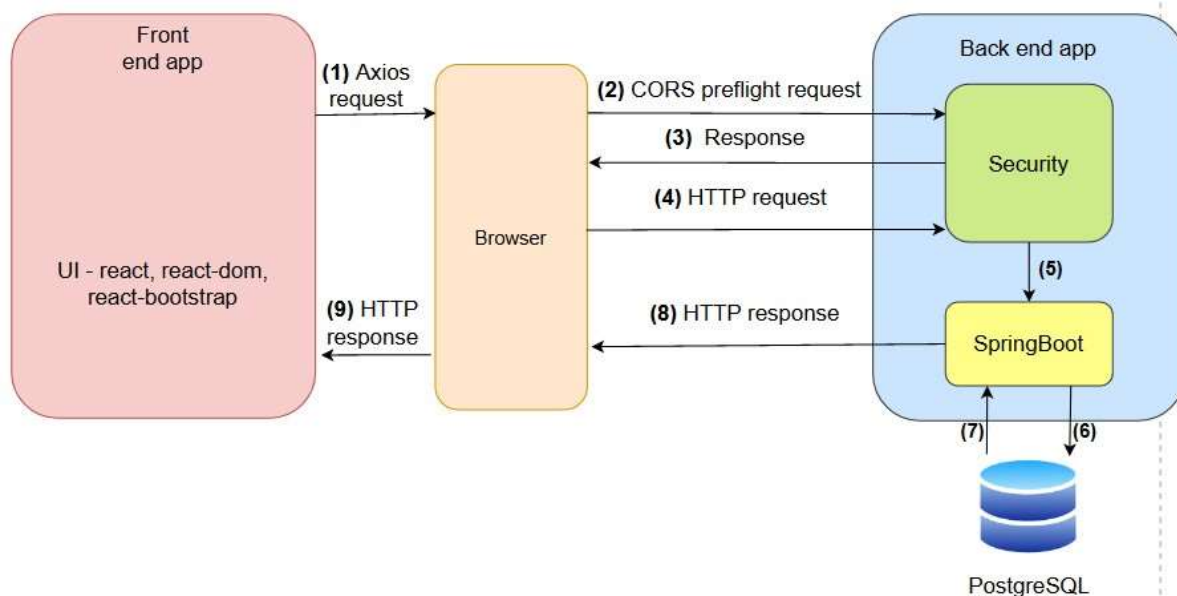 Front
end app
UI - react, react-dom,
react-bootstrap
(1) Axios
request
(9) HTTP
response
Browser
(2) CORS preflight request
(3) Response
(4) HTTP request
(8) HTTP response
Back end app
Security
(5)
SpringBoot
(7)
(6)
PostgreSQL